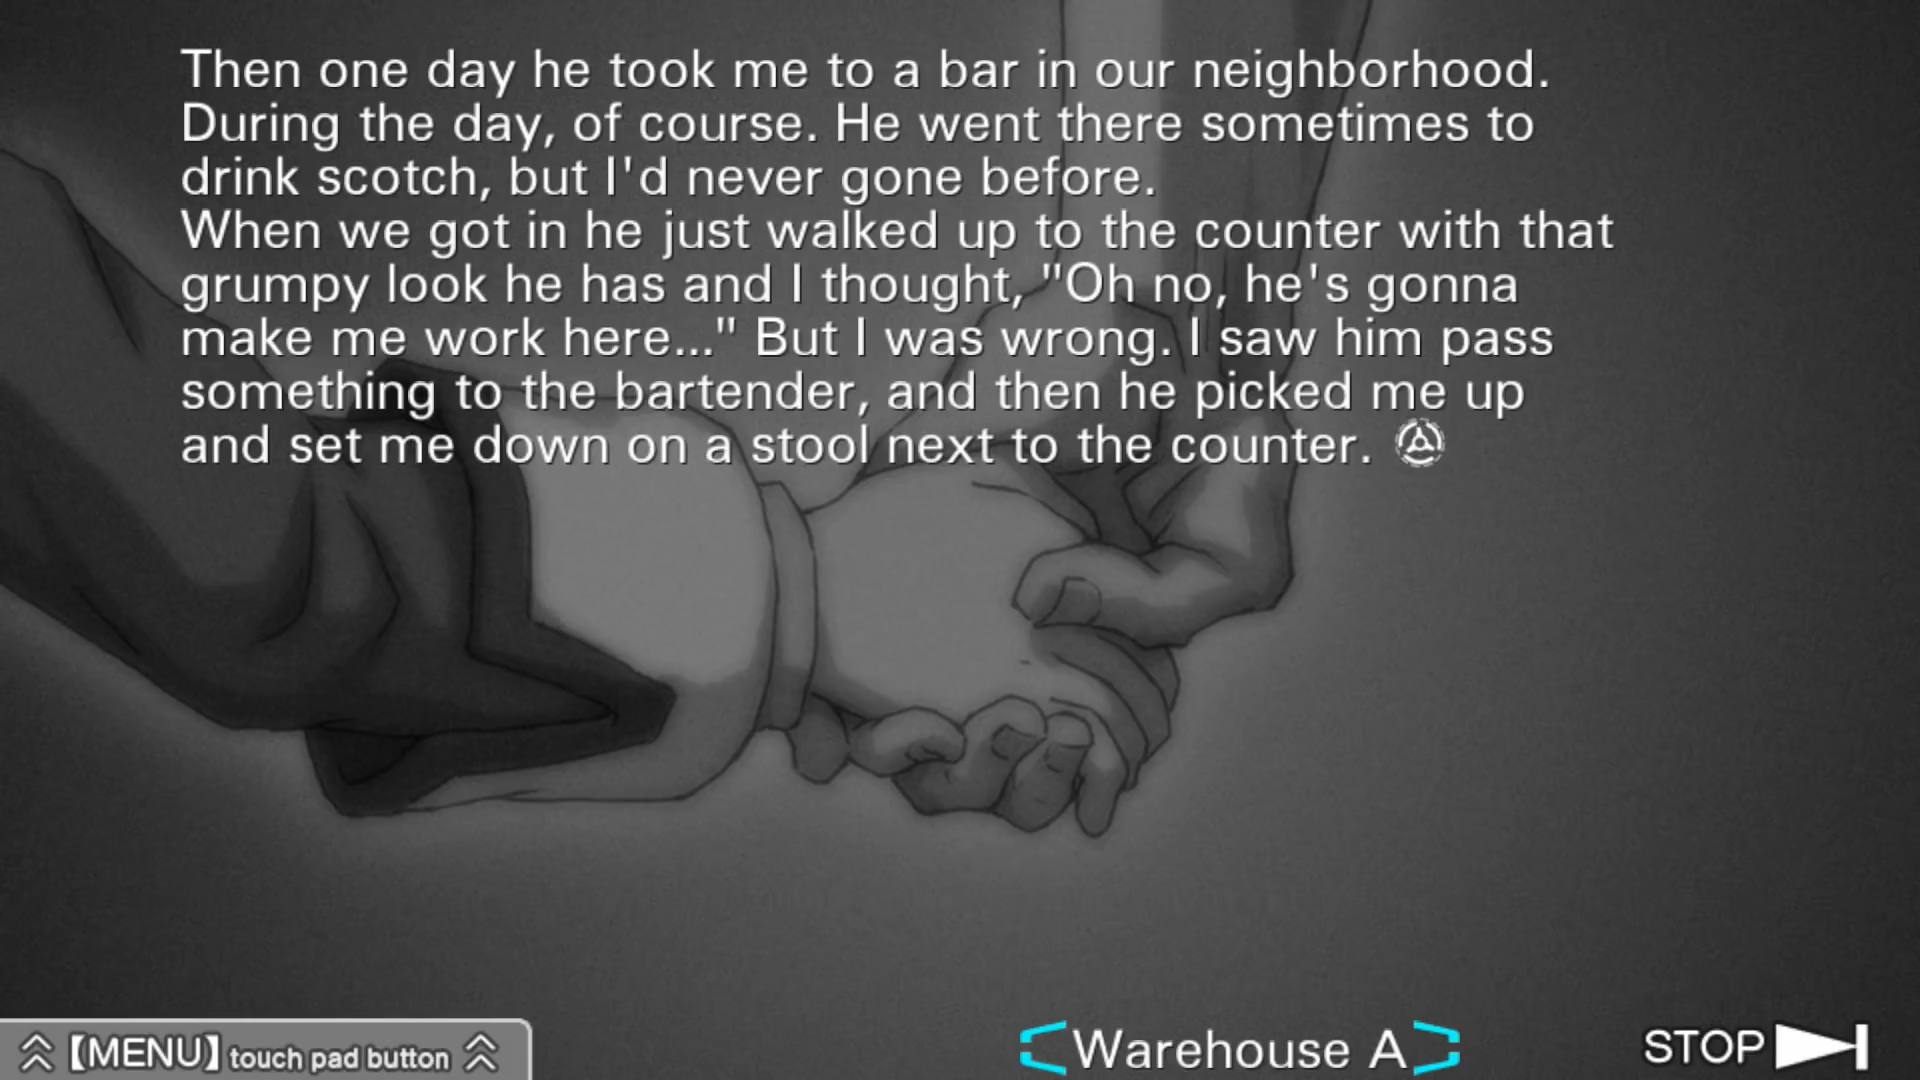 Then one day he took me to a bar in our neighborhood.
During the day, of course. He went there sometimes to
drink scotch, but I'd never gone before.
When we got in he just walked up to the counter with that
grumpy look he has and I thought, "Oh no, he's gonna
make me work here..." But I was wrong. I saw him pass
something to the bartender, and then he picked me up
and set me down on a stool next to the counter.
【MENU】 touch pad button
Warehouse A
STOP